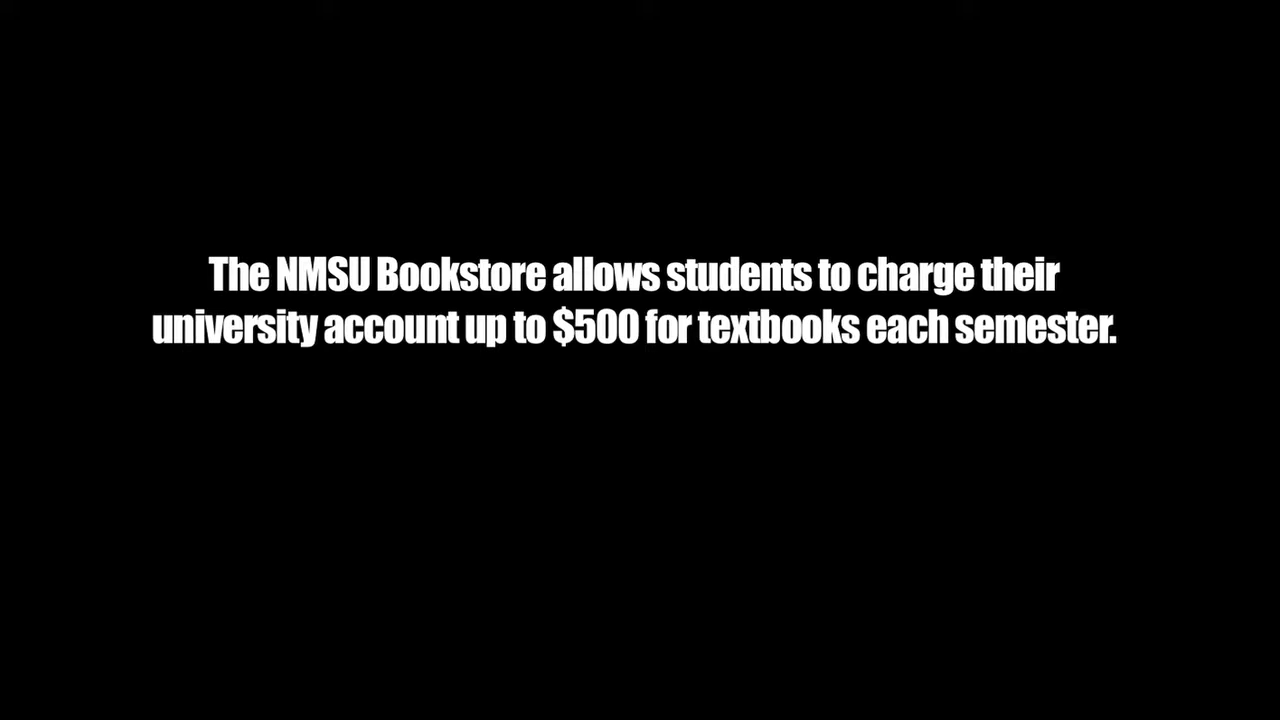 The NMSU Bookstore allows students to charge their
university account up to $500 for textbooks each semester.